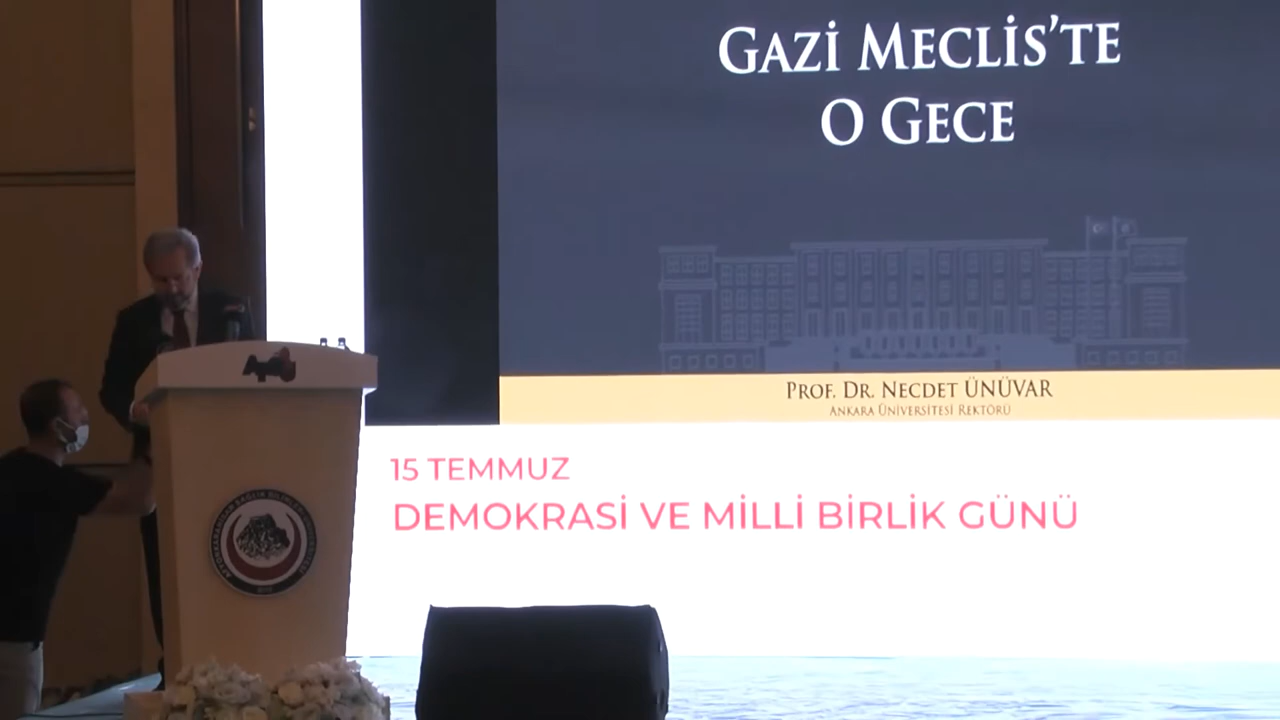 GAZİ MECLİS'TE
O GECE
PROF. DR. NECDET ÜNÜVAR
ANKARA ÜNİVERSİTESİ REKTÖRÜ
15 TEMMUZ
DEMOKRASİ VE MİLLİ BİRLİK GÜNÜ